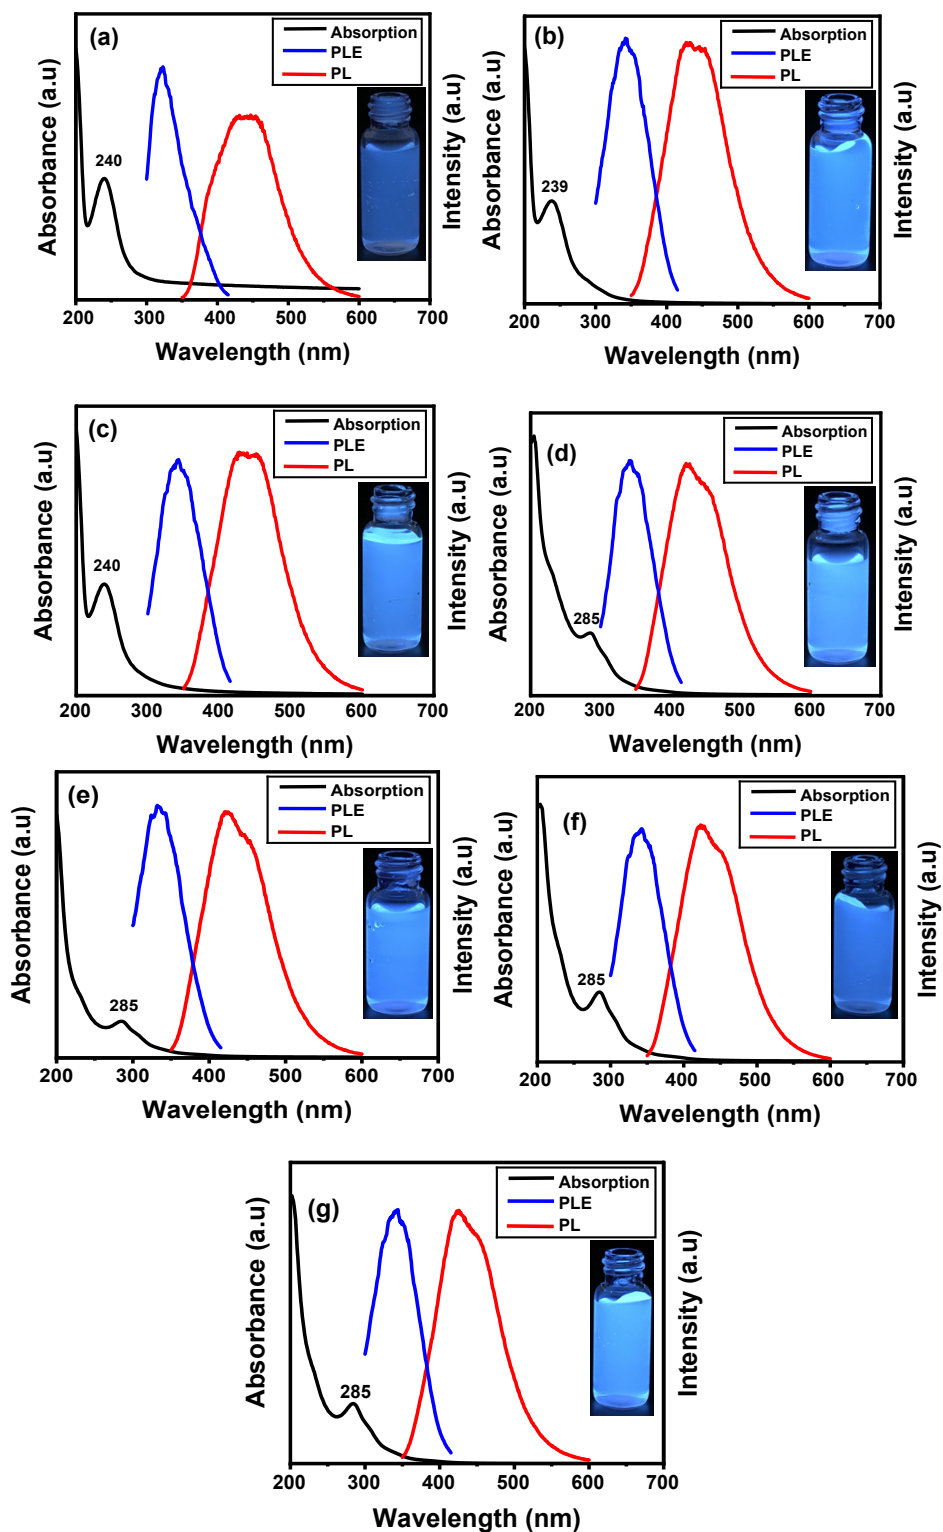 (a)
Absorption
PLE
PL
240
Absorbance (a.u)
Intensity (a.u)
200 300 400 500 600 700
Wavelength (nm)
(b)
Absorption
PLE
PL
239
Absorbance (a.u)
Intensity (a.u)
200 300 400 500 600 700
Wavelength (nm)
(c)
Absorption
PLE
PL
240
Absorbance (a.u)
Intensity (a.u)
200 300 400 500 600 700
Wavelength (nm)
(d)
Absorption
PLE
PL
285
Absorbance (a.u)
Intensity (a.u)
200 300 400 500 600 700
Wavelength (nm)
(e)
Absorption
PLE
PL
285
Absorbance (a.u)
Intensity (a.u)
200 300 400 500 600 700
Wavelength (nm)
(f)
Absorption
PLE
PL
285
Absorbance (a.u)
Intensity (a.u)
200 300 400 500 600 700
Wavelength (nm)
(g)
Absorption
PLE
PL
285
Absorbance (a.u)
Intensity (a.u)
200 300 400 500 600 700
Wavelength (nm)